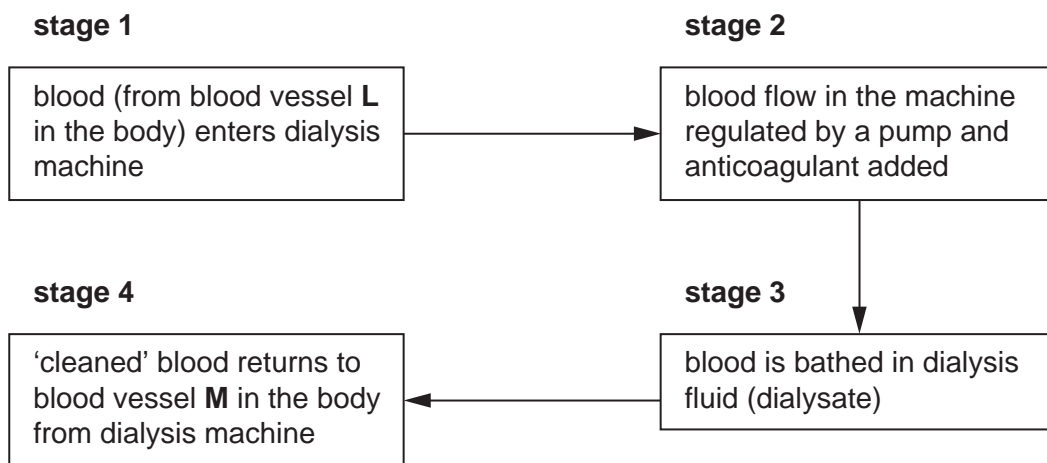 stage 1
blood (from blood vessel L
in the body) enters dialysis
machine
stage 2
blood flow in the machine
regulated by a pump and
anticoagulant added
stage 3
blood is bathed in dialysis
fluid (dialysate)
stage 4
‘cleaned’ blood returns to
blood vessel M in the body
from dialysis machine